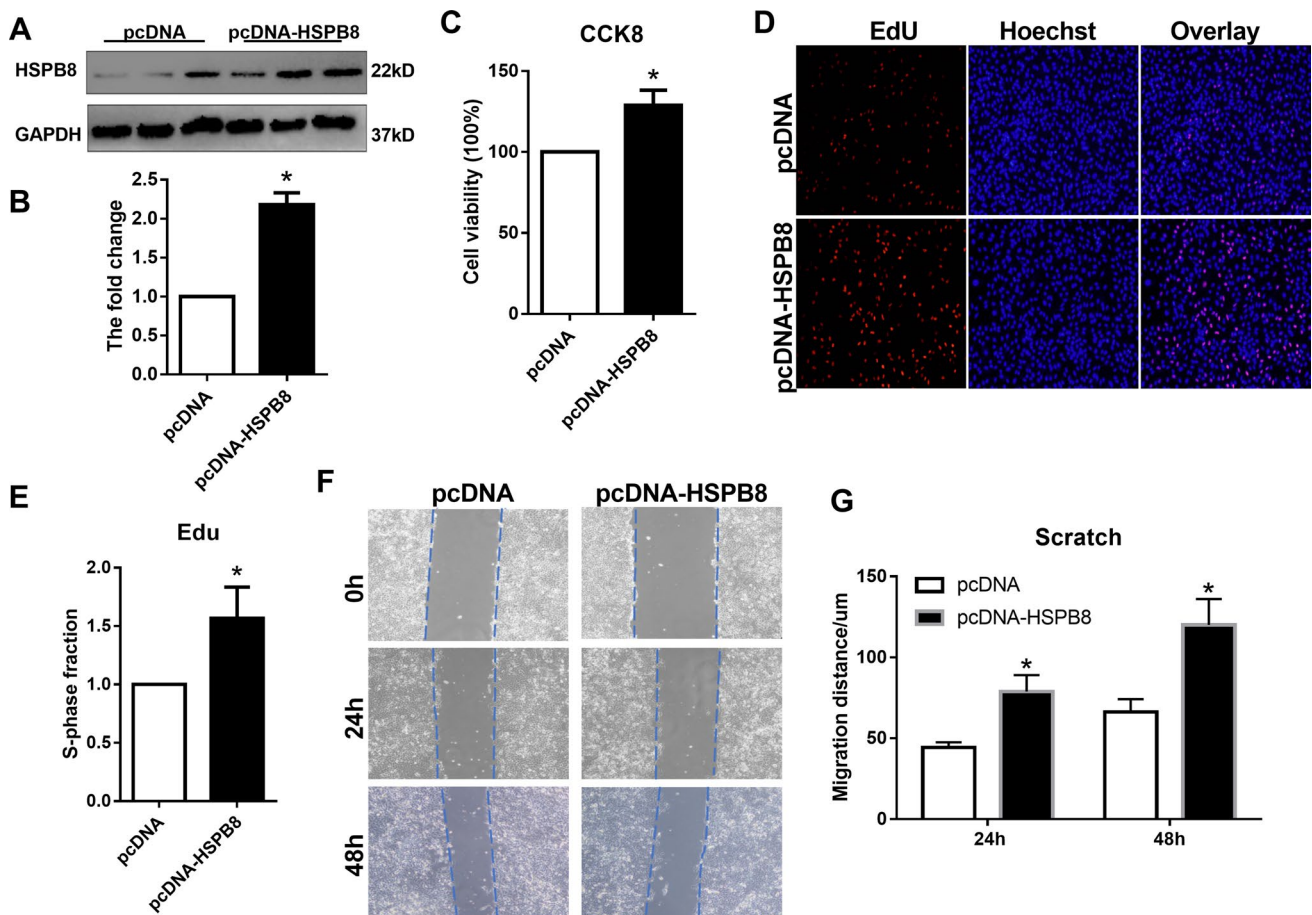 A
pcDNA
pcDNA-HSPB8
HSPB8
22kD
GAPDH
37kD
B
The fold change
2.5
2.0
1.5
1.0
0.5
0.0
*
pcDNA
pcDNA-HSPB8
C
CCK8
Cell viability (100%)
150
100
50
0
*
pcDNA
pcDNA-HSPB8
D
EdU
Hoechst
Overlay
pcDNA
pcDNA-HSPB8
E
Edu
S-phase fraction
2.0
1.5
1.0
0.5
0.0
*
pcDNA
pcDNA-HSPB8
F
pcDNA
pcDNA-HSPB8
0h
24h
48h
G
Scratch
Migration distance/um
150
100
50
0
pcDNA
pcDNA-HSPB8
*
*
24h
48h